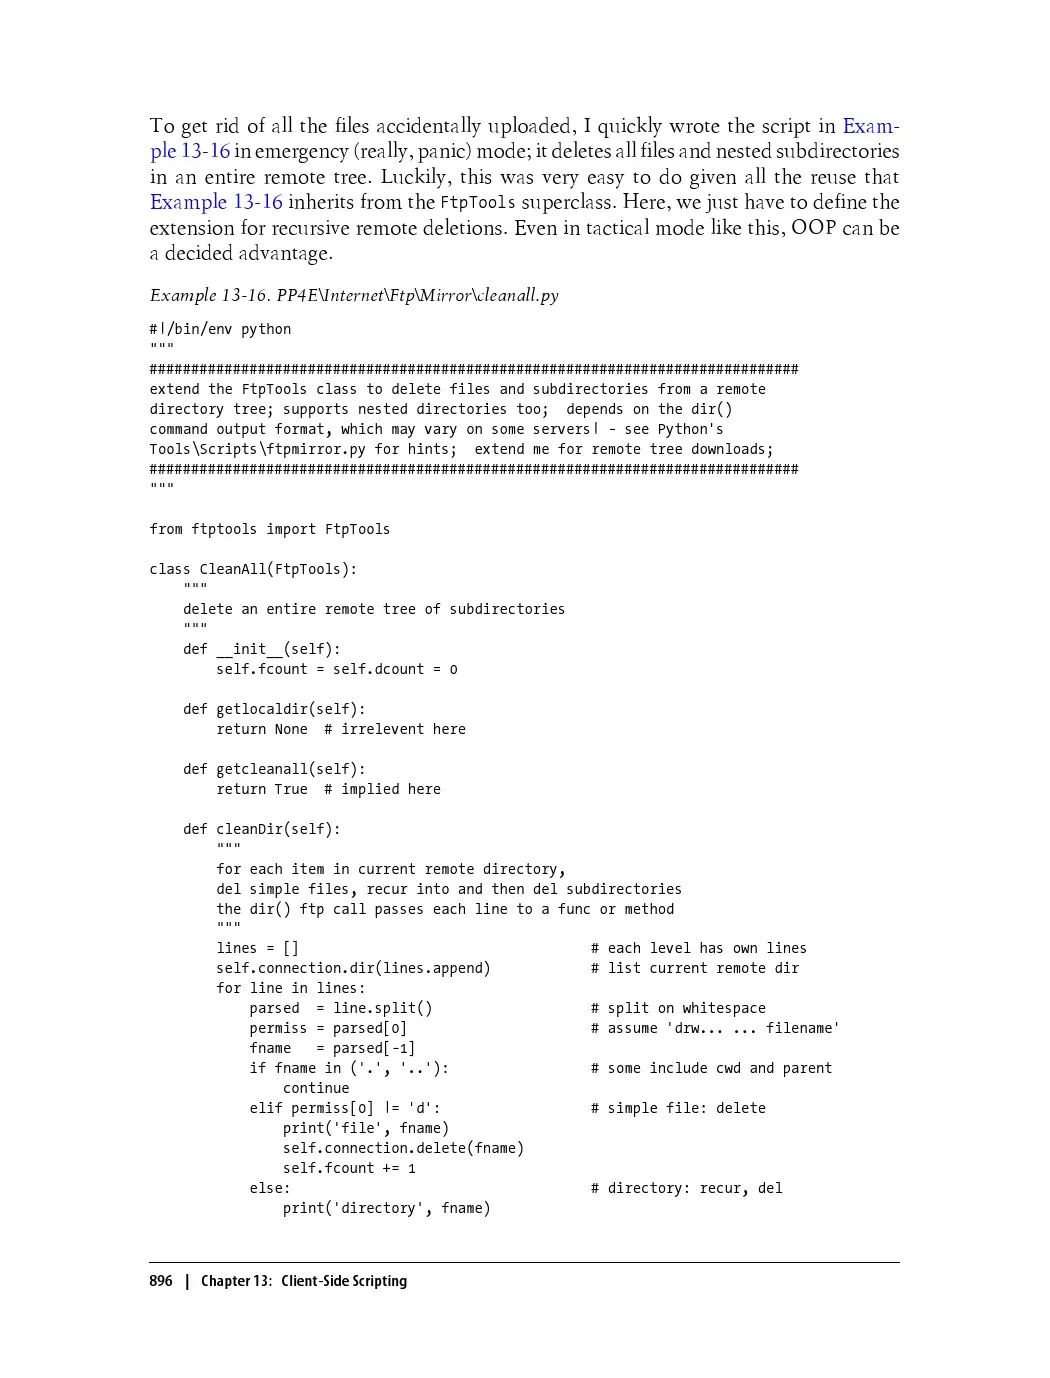 To get rid of all the files accidentally uploaded, I quickly wrote the script in Exam-
ple 13-16 in emergency (really, panic) mode; it deletes all files and nested subdirectories
in an entire remote tree. Luckily, this was very easy to do given all the reuse that
Example 13-16 inherits from the FtpTools superclass. Here, we just have to define the
extension for recursive remote deletions. Even in tactical mode like this, OOP can be
a decided advantage.
Example 13-16. PP4E\Internet\Ftp\Mirror\cleanall.py
#|/bin/env python
"""
##############################################################################
extend the FtpTools class to delete files and subdirectories from a remote
directory tree; supports nested directories too;  depends on the dir()
command output format, which may vary on some servers| - see Python's
Tools\Scripts\ftpmirror.py for hints;  extend me for remote tree downloads;
##############################################################################
"""
from ftptools import FtpTools
class CleanAll(FtpTools):
    """
    delete an entire remote tree of subdirectories
    """
    def __init__(self):
        self.fcount = self.dcount = 0
    def getlocaldir(self):
        return None  # irrelevent here
    def getcleanall(self):
        return True  # implied here
    def cleanDir(self):
        """
        for each item in current remote directory,
        del simple files, recur into and then del subdirectories
        the dir() ftp call passes each line to a func or method
        """
        lines = []                                   # each level has own lines
        self.connection.dir(lines.append)            # list current remote dir
        for line in lines:
            parsed  = line.split()                   # split on whitespace
            permiss = parsed[0]                      # assume 'drw... ... filename'
            fname   = parsed[-1]
            if fname in ('.', '..'):                 # some include cwd and parent
                continue
            elif permiss[0] |= 'd':                  # simple file: delete
                print('file', fname)
                self.connection.delete(fname)
                self.fcount += 1
            else:                                    # directory: recur, del
                print('directory', fname)
896 | Chapter 13: Client-Side Scripting